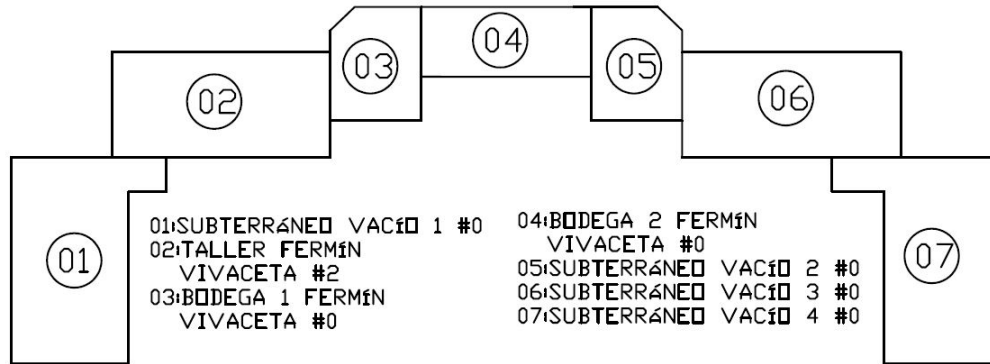 03
04
05
02
06
01
07
01:SUBTERRáNEO VACíO 1 #0
02:TALLER FERMíN
VIVACETA #2
03:BODEGA 1 FERMíN
VIVACETA #0
04:BODEGA 2 FERMíN
VIVACETA #0
05:SUBTERRáNEO VACíO 2 #0
06:SUBTERRáNEO VACíO 3 #0
07:SUBTERRáNEO VACíO 4 #0